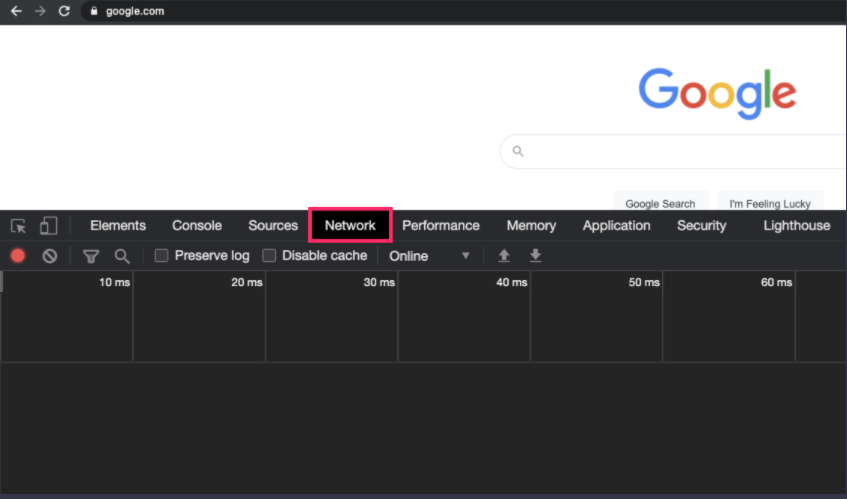 google.com
Google
Google Search I'm Feeling Lucky
Elements Console Sources Network Performance Memory Application Security Lighthouse
Preserve log Disable cache Online
10 ms 20 ms 30 ms 40 ms 50 ms 60 ms